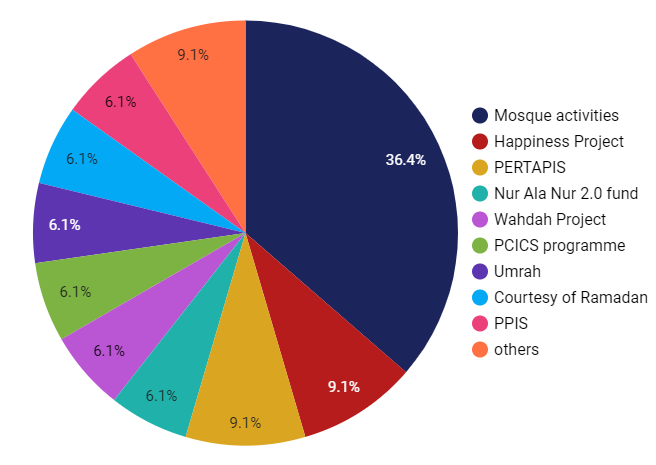 9.1%
36.4%
6.1%
6.1%
6.1%
6.1%
6.1%
6.1%
9.1%
9.1%
Mosque activities
Happiness Project
PERTAPIS
Nur Ala Nur 2.0 fund
Wahdah Project
PCICS programme
Umrah
Courtesy of Ramadan
PPIS
others